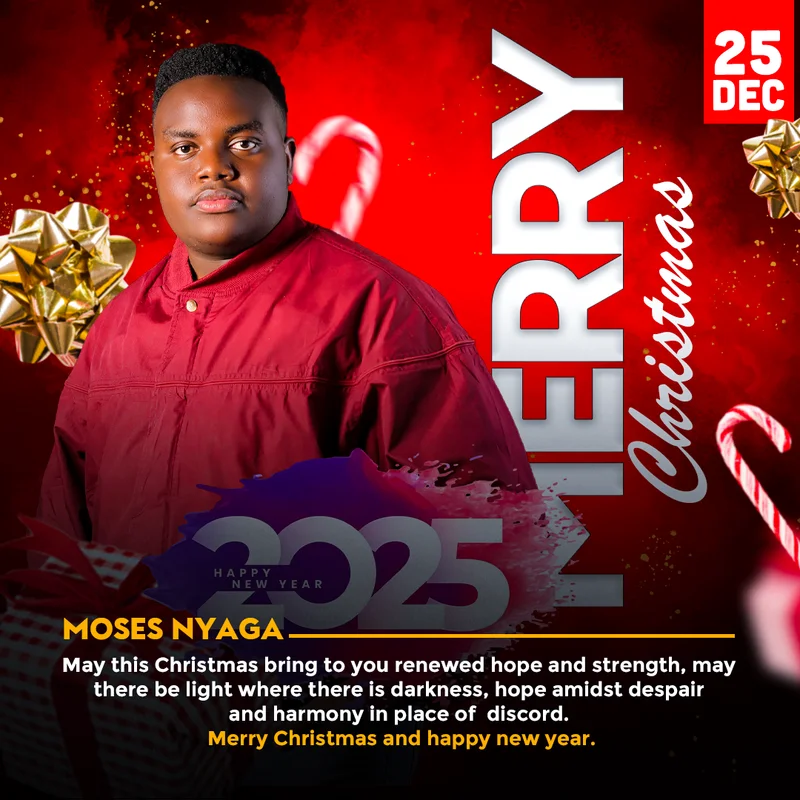 25
DEC
MERRY
Christmas
2025
HAPPY
NEW YEAR
MOSES NYAGA
May this Christmas bring to you renewed hope and strength, may
there be light where there is darkness, hope amidst despair
and harmony in place of  discord.
Merry Christmas and happy new year.